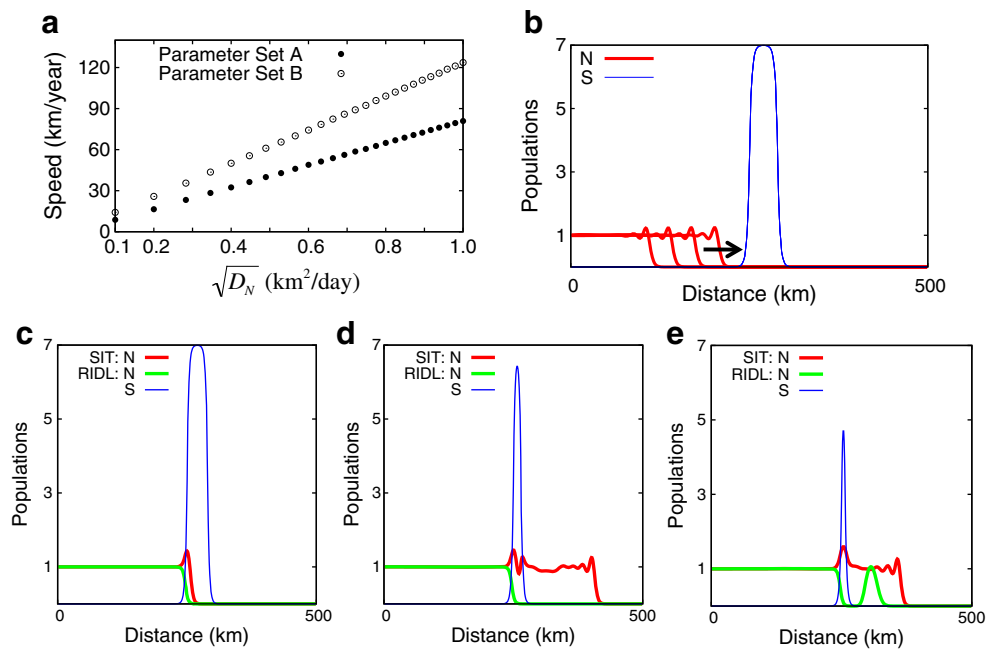 a
Parameter Set A
Parameter Set B
Speed (km/year)
120
90
60
30
0
0.1 0.2 0.4 0.6 0.8 1.0
√D_N (km²/day)
b
N
S
Populations
7
5
3
1
0 500
Distance (km)
c
SIT: N
RIDL: N
S
Populations
7
5
3
1
0 500
Distance (km)
d
SIT: N
RIDL: N
S
Populations
7
5
3
1
0 500
Distance (km)
e
SIT: N
RIDL: N
S
Populations
7
5
3
1
0 500
Distance (km)